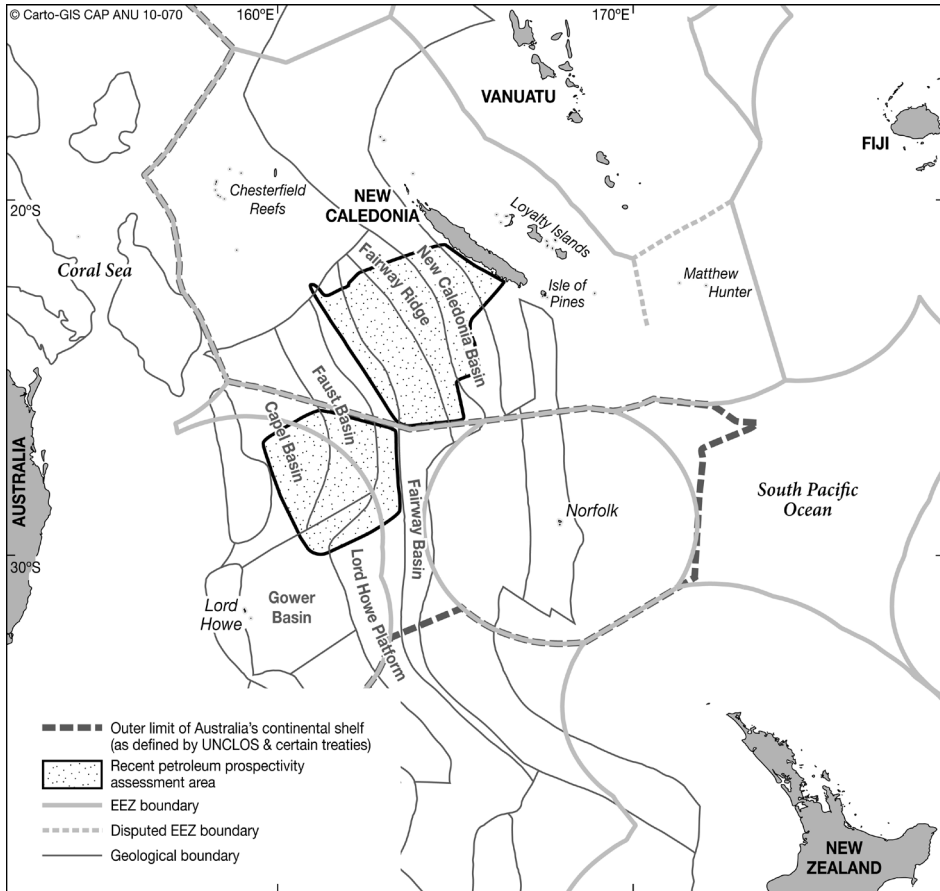 © Carto-GIS CAP ANU 10-070
160°E
170°E
VANUATU
FIJI
Chesterfield
Reefs
NEW
CALEDONIA
20°S
Loyalty Islands
Coral Sea
Fairway Ridge
New Caledonia Basin
Isle of
Pines
Matthew
Hunter
Faust Basin
Capel Basin
AUSTRALIA
Fairway Basin
Norfolk
South Pacific
Ocean
30°S
Lord Howe Platform
Gower
Basin
Lord
Howe
Outer limit of Australia's continental shelf
(as defined by UNCLOS & certain treaties)
Recent petroleum prospectivity
assessment area
EEZ boundary
Disputed EEZ boundary
Geological boundary
NEW
ZEALAND